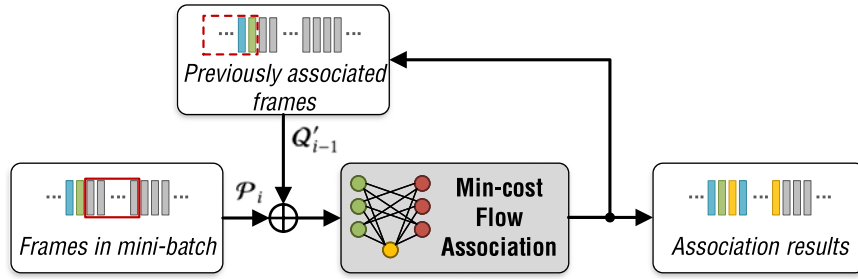 Previously associated
frames
𝒬′ᵢ₋₁
𝒫ᵢ
Frames in mini-batch
Min-cost
Flow
Association
Association results